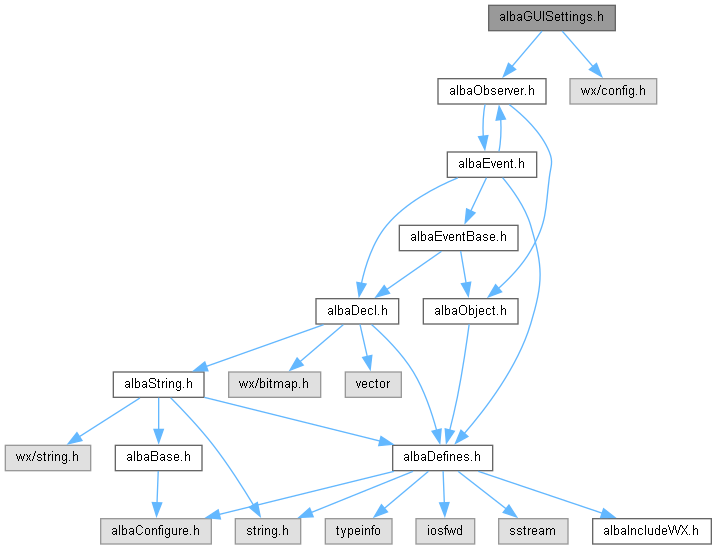 albaGUISettings.h
albaObserver.h
wx/config.h
albaEvent.h
albaEventBase.h
albaDecl.h
albaObject.h
albaString.h
wx/bitmap.h
vector
wx/string.h
albaBase.h
albaDefines.h
albaConfigure.h
string.h
typeinfo
iosfwd
sstream
albaIncludeWX.h